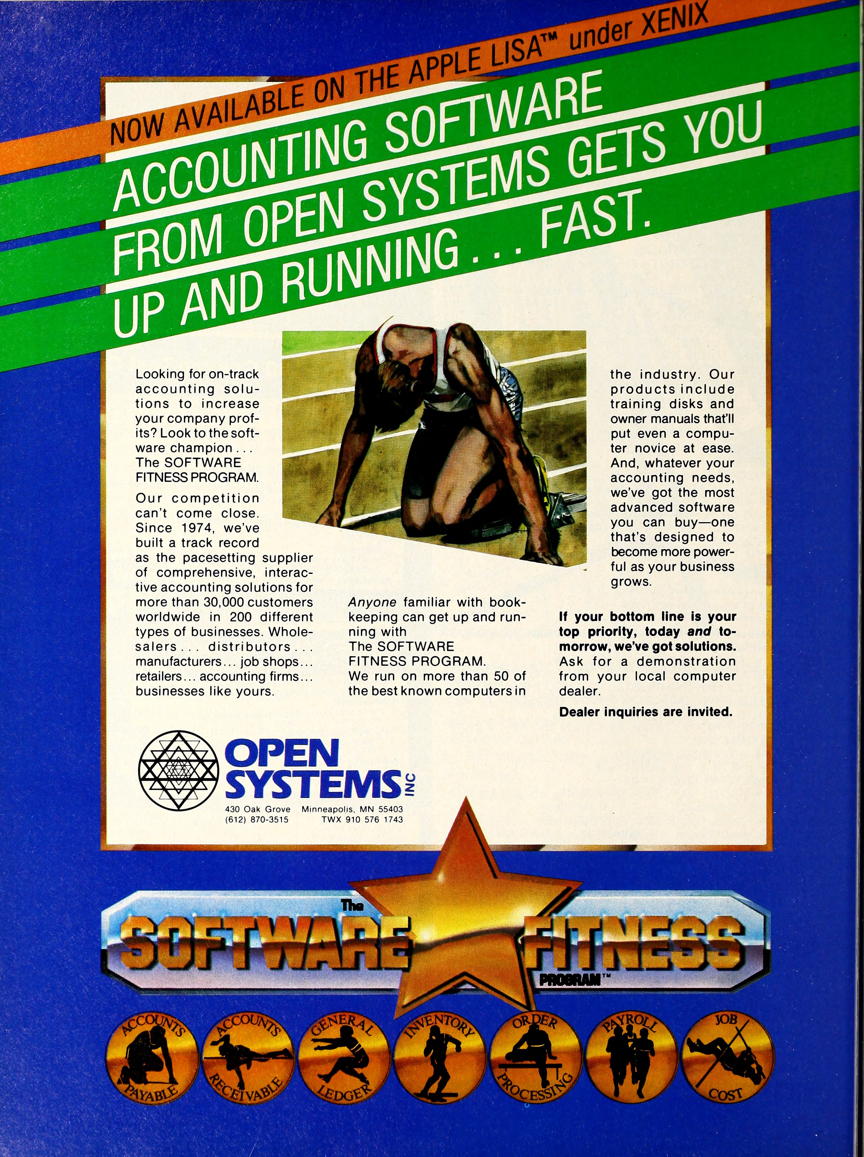 NOW AVAILABLE ON THE APPLE LISA™ under XENIX
ACCOUNTING SOFTWARE
FROM OPEN SYSTEMS GETS YOU
UP AND RUNNING... FAST.
Looking for on-track
accounting solu-
tions to increase
your company prof-
its? Look to the soft-
ware champion...
The SOFTWARE
FITNESS PROGRAM.
Our competition
can't come close.
Since 1974, we've
built a track record
as the pacesetting supplier
of comprehensive, interac-
tive accounting solutions for
more than 30,000 customers
worldwide in 200 different
types of businesses. Whole-
salers... distributors...
manufacturers... job shops...
retailers... accounting firms...
businesses like yours.
Anyone familiar with book-
keeping can get up and run-
ning with
The SOFTWARE
FITNESS PROGRAM.
We run on more than 50 of
the best known computers in
the industry. Our
products include
training disks and
owner manuals that'll
put even a compu-
ter novice at ease.
And, whatever your
accounting needs,
we've got the most
advanced software
you can buy—one
that's designed to
become more power-
ful as your business
grows.
If your bottom line is your
top priority, today and to-
morrow, we've got solutions.
Ask for a demonstration
from your local computer
dealer.
Dealer inquiries are invited.
OPEN
SYSTEMS INC
430 Oak Grove Minneapolis, MN 55403
(612) 870-3515 TWX 910 576 1743
The
SOFTWARE FITNESS
PROGRAM™
ACCOUNTS PAYABLE
ACCOUNTS RECEIVABLE
GENERAL LEDGER
INVENTORY
ORDER PROCESSING
PAYROLL
JOB COST